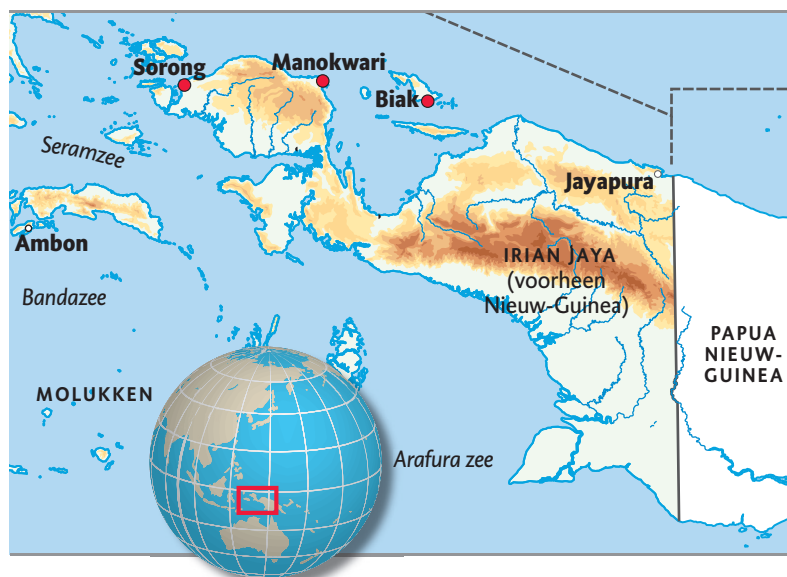 Sorong
Manokwari
Biak
Seramzee
Jayapura
Ambon
IRIAN JAYA
(voorheen
Nieuw-Guinea)
Bandazee
PAPUA
NIEUW-
GUINEA
MOLUKKEN
Arafura zee